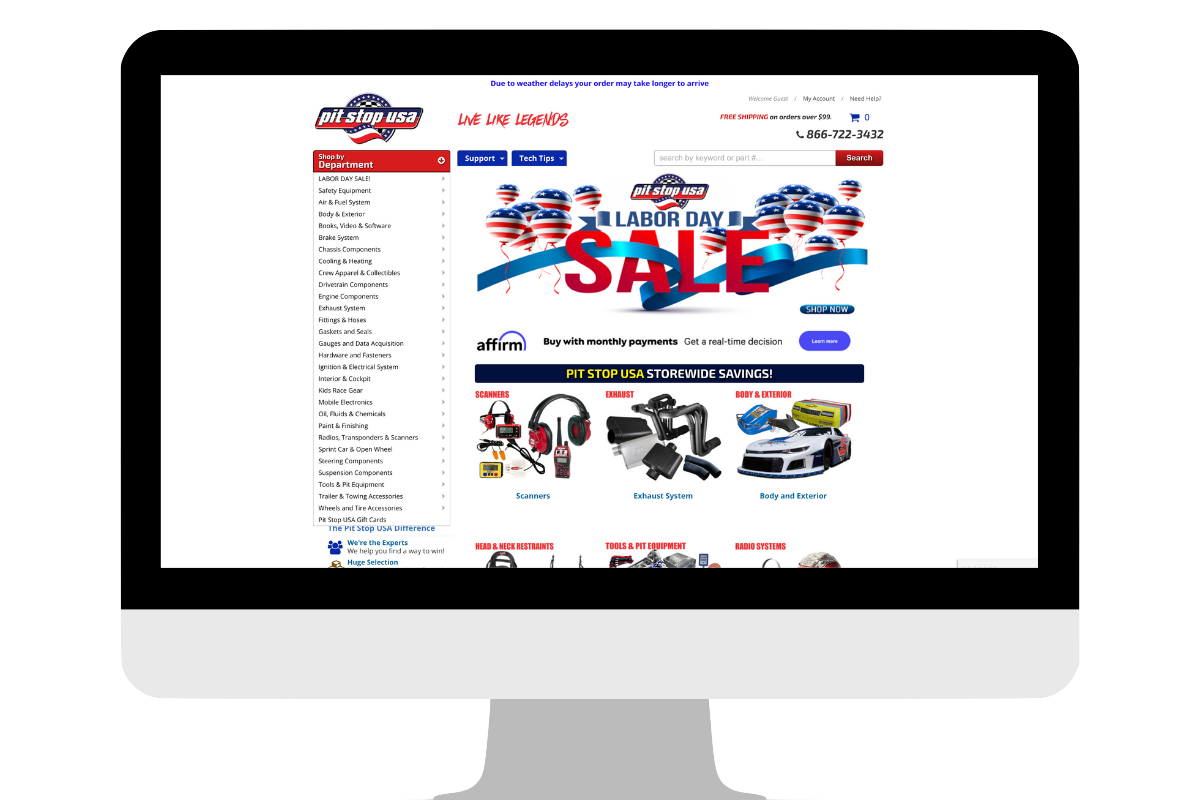 Due to weather delays your order may take longer to arrive
Welcome Guest / My Account / Need Help?
pit stop usa
LIVE LIKE LEGENDS
FREE SHIPPING on orders over $99.
0
866-722-3432
Shop by
Department
Support
Tech Tips
search by keyword or part #...
Search
LABOR DAY SALE!
Safety Equipment
Air & Fuel System
Body & Exterior
Books, Video & Software
Brake System
Chassis Components
Cooling & Heating
Crew Apparel & Collectibles
Drivetrain Components
Engine Components
Exhaust System
Fittings & Hoses
Gaskets and Seals
Gauges and Data Acquisition
Hardware and Fasteners
Ignition & Electrical System
Interior & Cockpit
Kids Race Gear
Mobile Electronics
Oil, Fluids & Chemicals
Paint & Finishing
Radios, Transponders & Scanners
Sprint Car & Open Wheel
Steering Components
Suspension Components
Tools & Pit Equipment
Trailer & Towing Accessories
Wheels and Tire Accessories
Pit Stop USA Gift Cards
The Pit Stop USA Difference
We're the Experts
We help you find a way to win!
Huge Selection
pit stop usa
LABOR DAY
SALE
SHOP NOW
affirm
Buy with monthly payments Get a real-time decision
Learn more
PIT STOP USA STOREWIDE SAVINGS!
SCANNERS
EXHAUST
BODY & EXTERIOR
Scanners
Exhaust System
Body and Exterior
HEAD & NECK RESTRAINTS
TOOLS & PIT EQUIPMENT
RADIO SYSTEMS